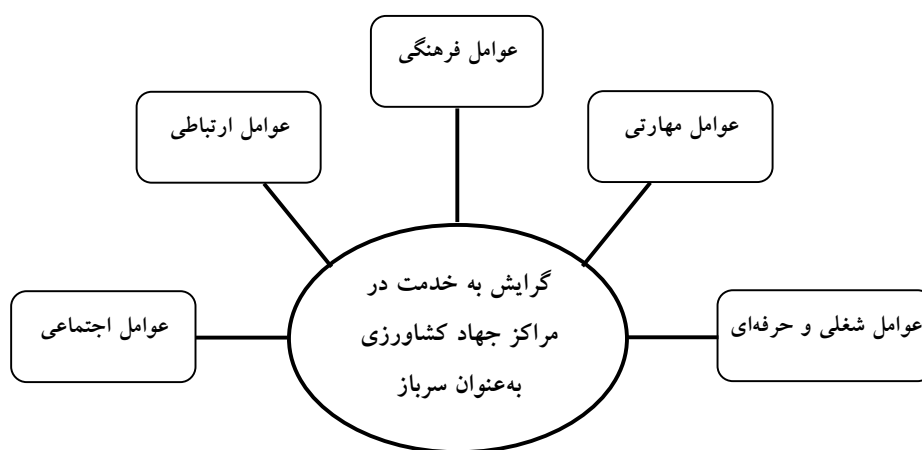 عوامل فرهنگی
عوامل مهارتی
عوامل ارتباطی
عوامل شغلی و حرفه‌ای
گرایش به خدمت در
مراکز جهاد کشاورزی
به‌عنوان سرباز
عوامل اجتماعی